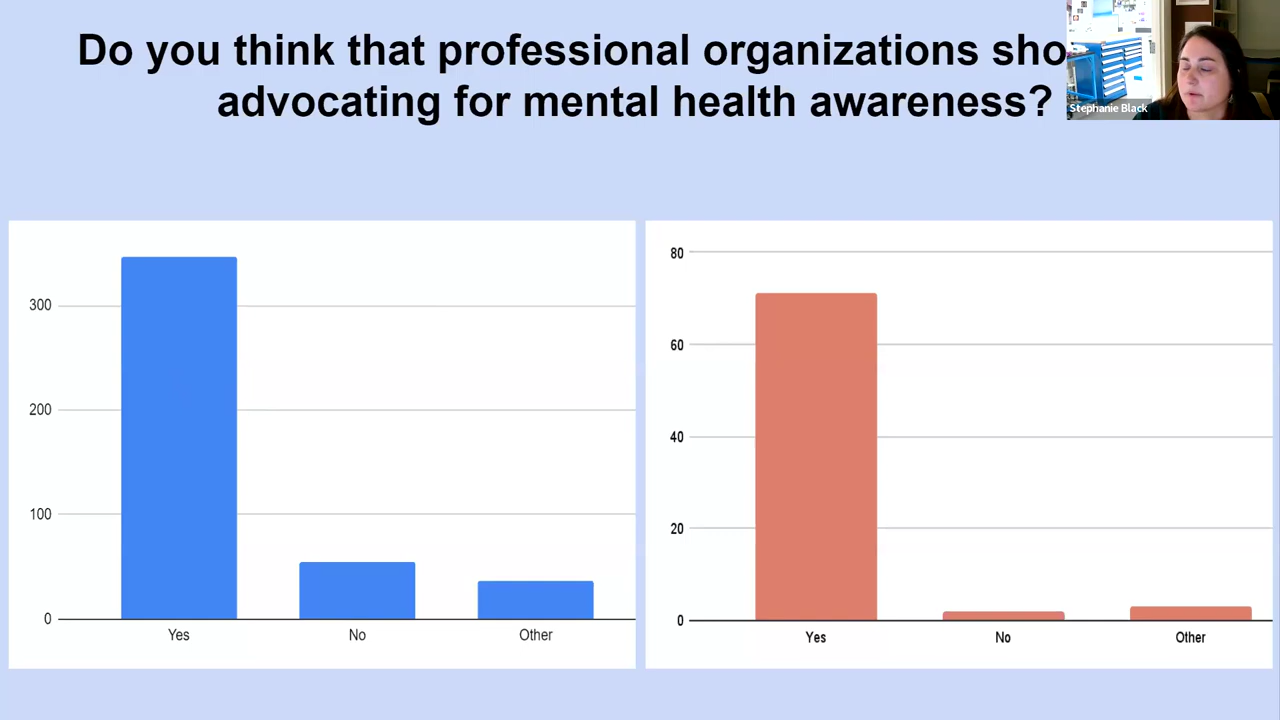 Do you think that professional organizations sho
advocating for mental health awareness?
Stephanie Black
300
200
100
0
Yes No Other
80
60
40
20
0
Yes No Other